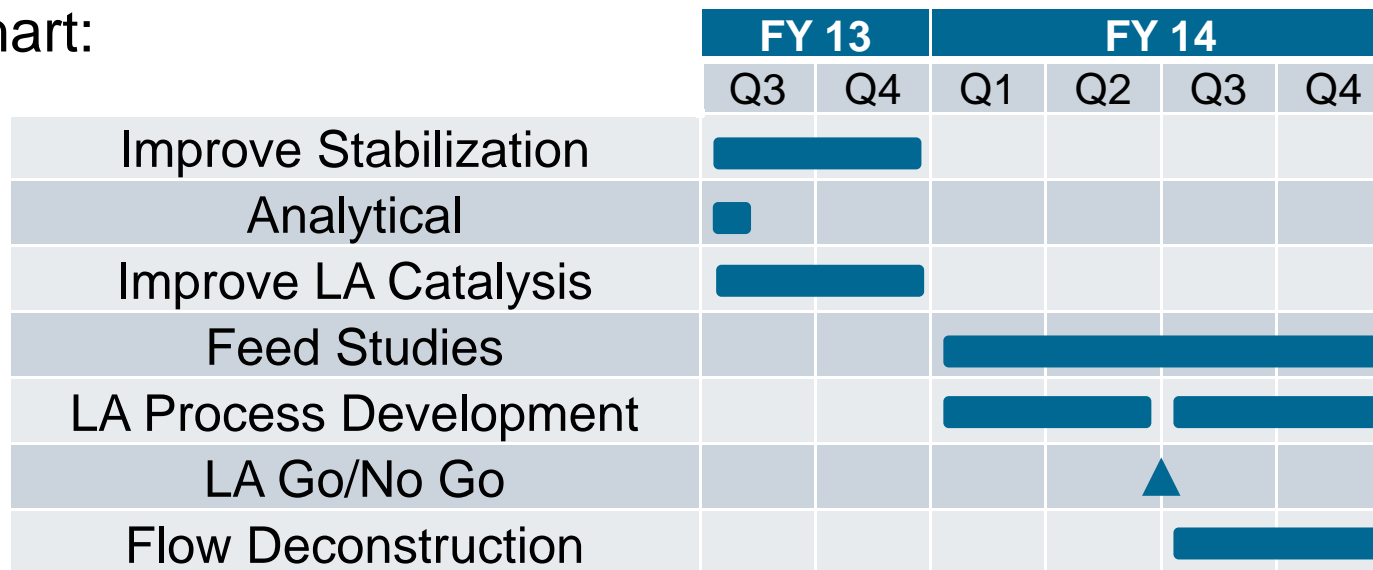 FY 13 FY 14
Q3 Q4 Q1 Q2 Q3 Q4
Improve Stabilization
Analytical
Improve LA Catalysis
Feed Studies
LA Process Development
LA Go/No Go
Flow Deconstruction